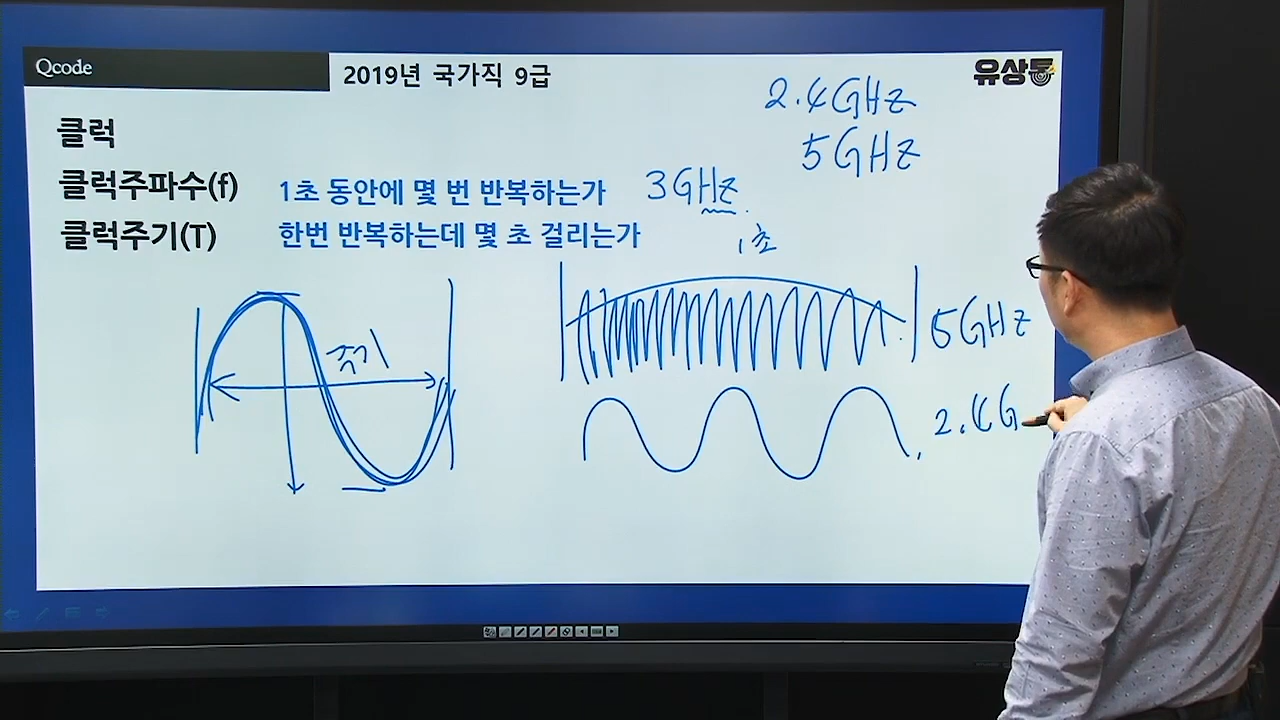 Qcode
2019년 국가직 9급
유상통
2.4GHz
5GHz
클럭
클럭주파수(f) 1초 동안에 몇 번 반복하는가 3GHz
클럭주기(T) 한번 반복하는데 몇 초 걸리는가
1초
주기
5GHz
2.4G